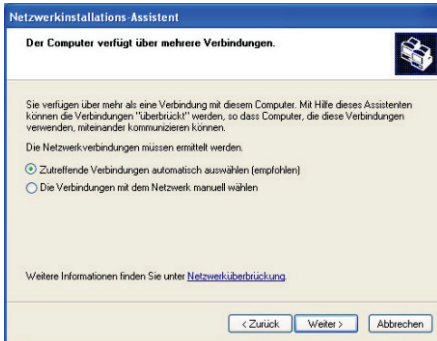 Netzwerkinstallations-Assistent
Der Computer verfügt über mehrere Verbindungen.
Sie verfügen über mehr als eine Verbindung mit diesem Computer. Mit Hilfe dieses Assistenten
können die Verbindungen "überbrückt" werden, so dass Computer, die diese Verbindungen
verwenden, miteinander kommunizieren können.
Die Netzwerkverbindungen müssen ermittelt werden.
Zutreffende Verbindungen automatisch auswählen (empfohlen)
Die Verbindungen mit dem Netzwerk manuell wählen
Weitere Informationen finden Sie unter Netzwerküberbrückung.
< Zurück Weiter > Abbrechen